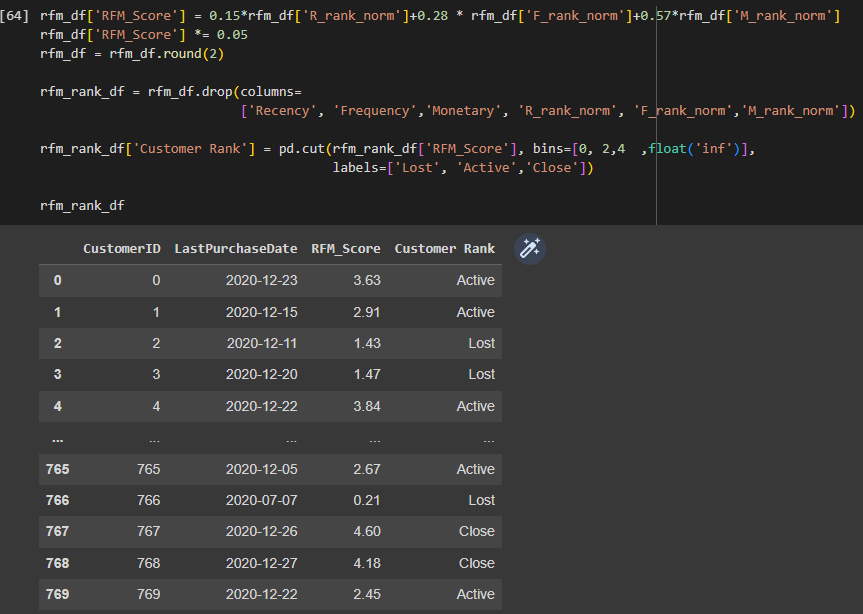 [64] rfm_df['RFM_Score'] = 0.15*rfm_df['R_rank_norm']+0.28 * rfm_df['F_rank_norm']+0.57*rfm_df['M_rank_norm']
rfm_df['RFM_Score'] *= 0.05
rfm_df = rfm_df.round(2)
rfm_rank_df = rfm_df.drop(columns=
['Recency', 'Frequency','Monetary', 'R_rank_norm', 'F_rank_norm','M_rank_norm'])
rfm_rank_df['Customer Rank'] = pd.cut(rfm_rank_df['RFM_Score'], bins=[0, 2,4  ,float('inf')],
labels=['Lost', 'Active','Close'])
rfm_rank_df
CustomerID LastPurchaseDate RFM_Score Customer Rank
0 0 2020-12-23 3.63 Active
1 1 2020-12-15 2.91 Active
2 2 2020-12-11 1.43 Lost
3 3 2020-12-20 1.47 Lost
4 4 2020-12-22 3.84 Active
... ... ... ... ...
765 765 2020-12-05 2.67 Active
766 766 2020-07-07 0.21 Lost
767 767 2020-12-26 4.60 Close
768 768 2020-12-27 4.18 Close
769 769 2020-12-22 2.45 Active